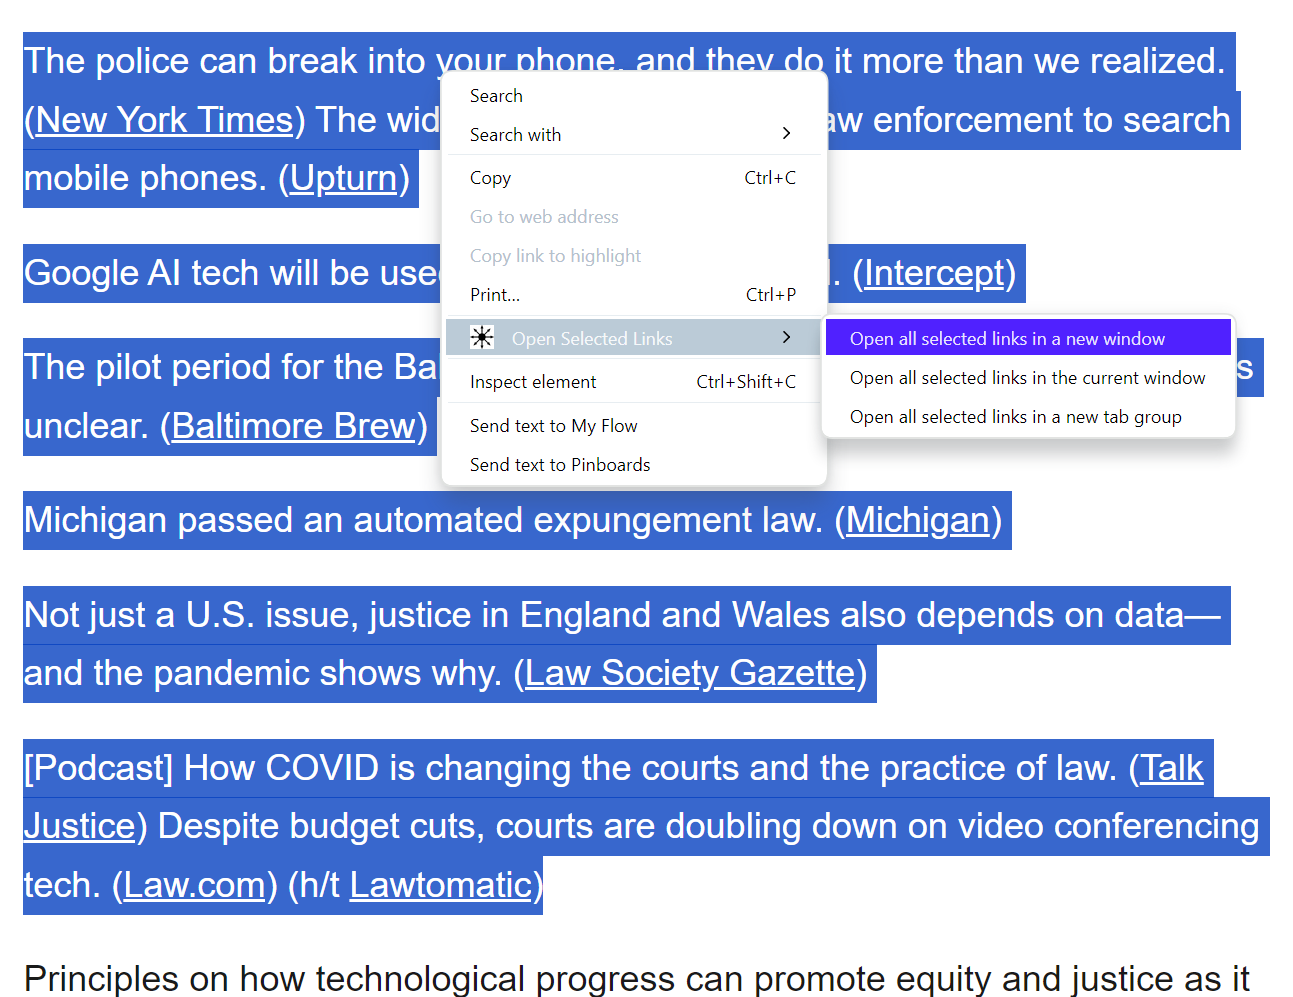 The police can break into your phone, and they do it more than we realized.
(New York Times) The wid
aw enforcement to search
mobile phones. (Upturn)
Google AI tech will be use
. (Intercept)
The pilot period for the Bal
s
unclear. (Baltimore Brew)
Michigan passed an automated expungement law. (Michigan)
Not just a U.S. issue, justice in England and Wales also depends on data—
and the pandemic shows why. (Law Society Gazette)
[Podcast] How COVID is changing the courts and the practice of law. (Talk
Justice) Despite budget cuts, courts are doubling down on video conferencing
tech. (Law.com) (h/t Lawtomatic)
Principles on how technological progress can promote equity and justice as it
Search
Search with
Copy Ctrl+C
Go to web address
Copy link to highlight
Print... Ctrl+P
Open Selected Links
Inspect element Ctrl+Shift+C
Send text to My Flow
Send text to Pinboards
Open all selected links in a new window
Open all selected links in the current window
Open all selected links in a new tab group